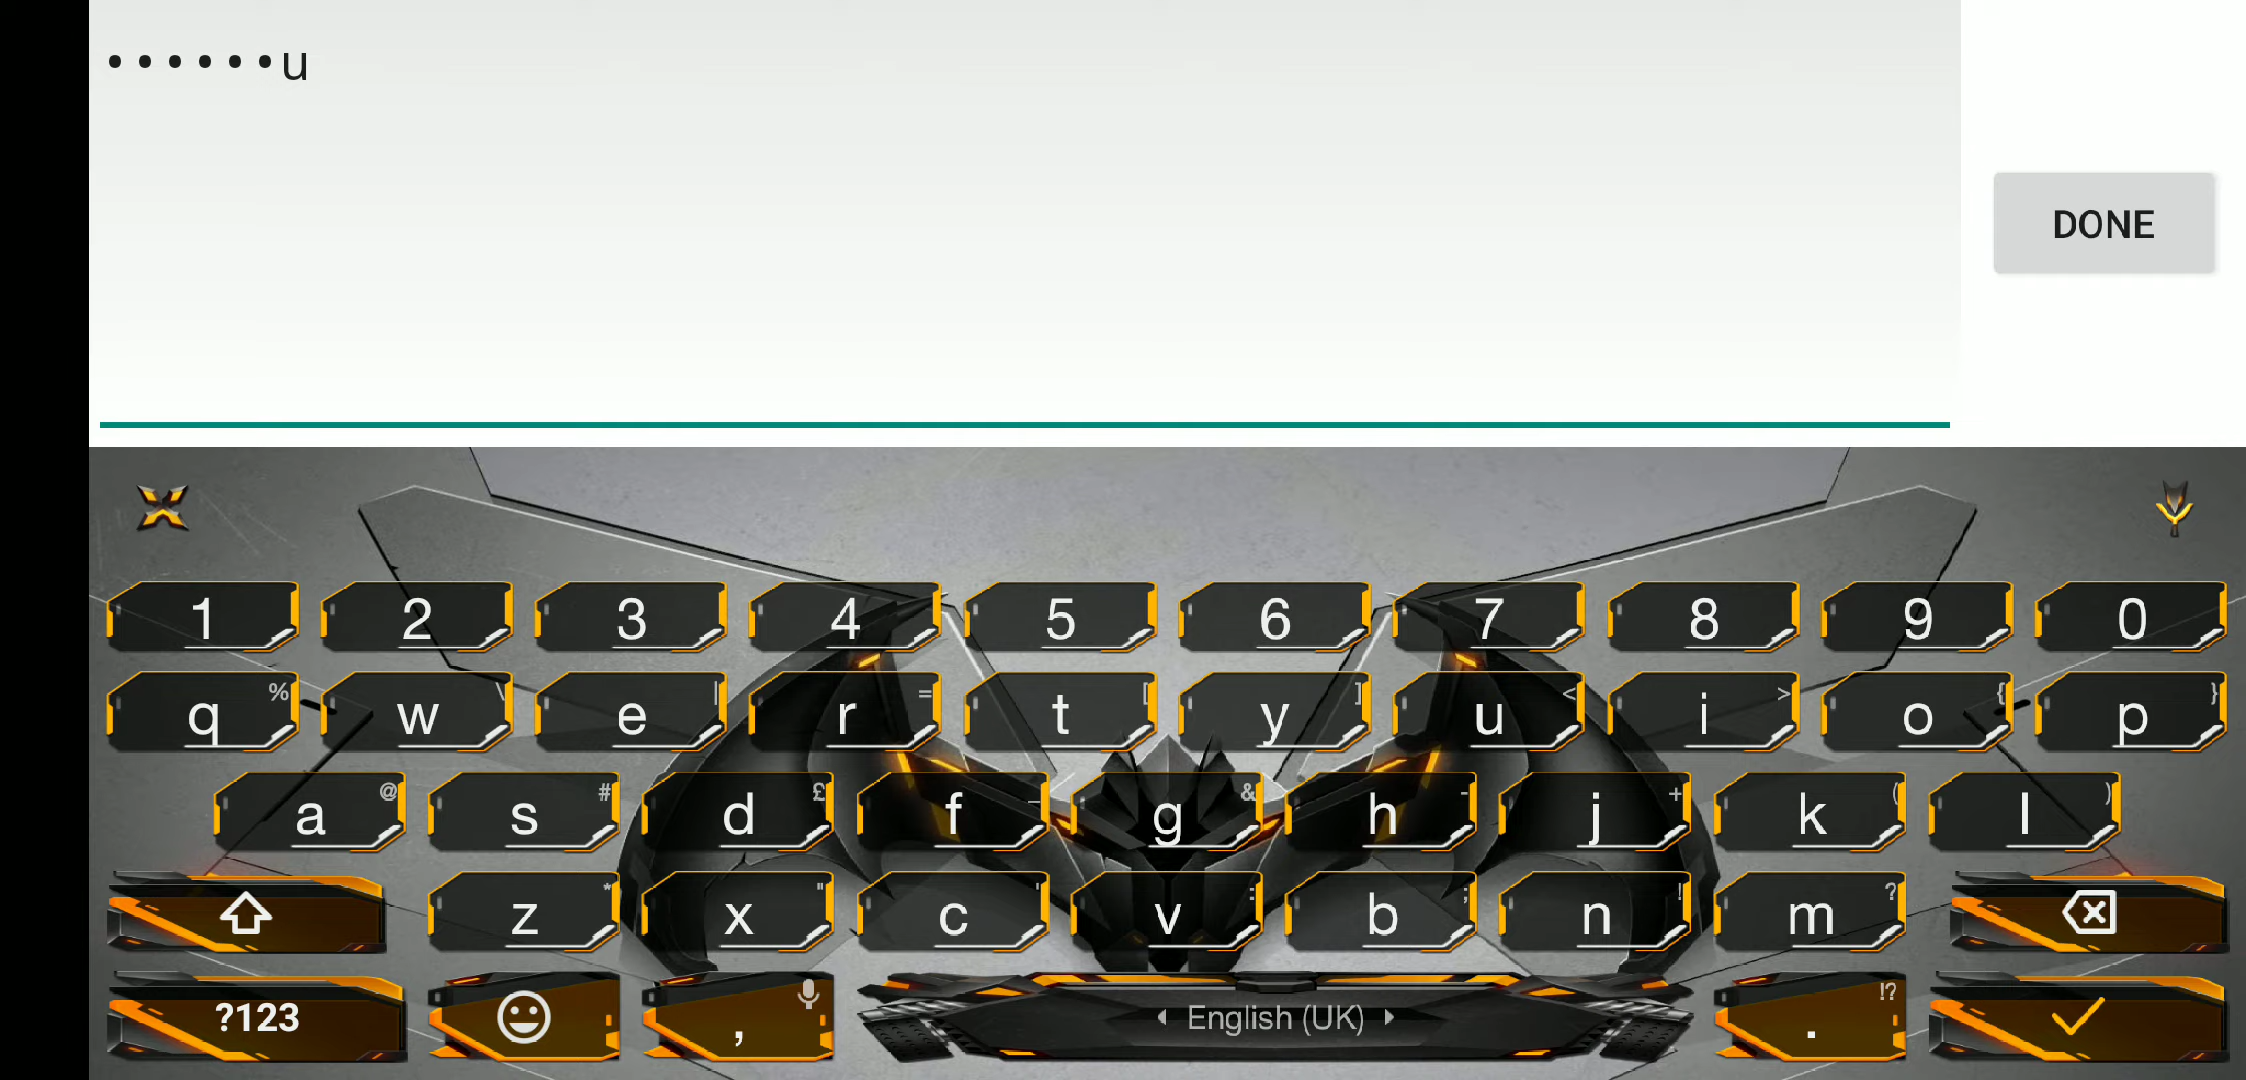 ••••••u
DONE
1 2 3 4 5 6 7 8 9 0
q % w \ e | r = t [ y ] u < i > o { p }
a @ s # d £ f _ g & h - j + k ( l )
z * x " c ' v : b ; n ! m ?
?123 , English (UK) . !?